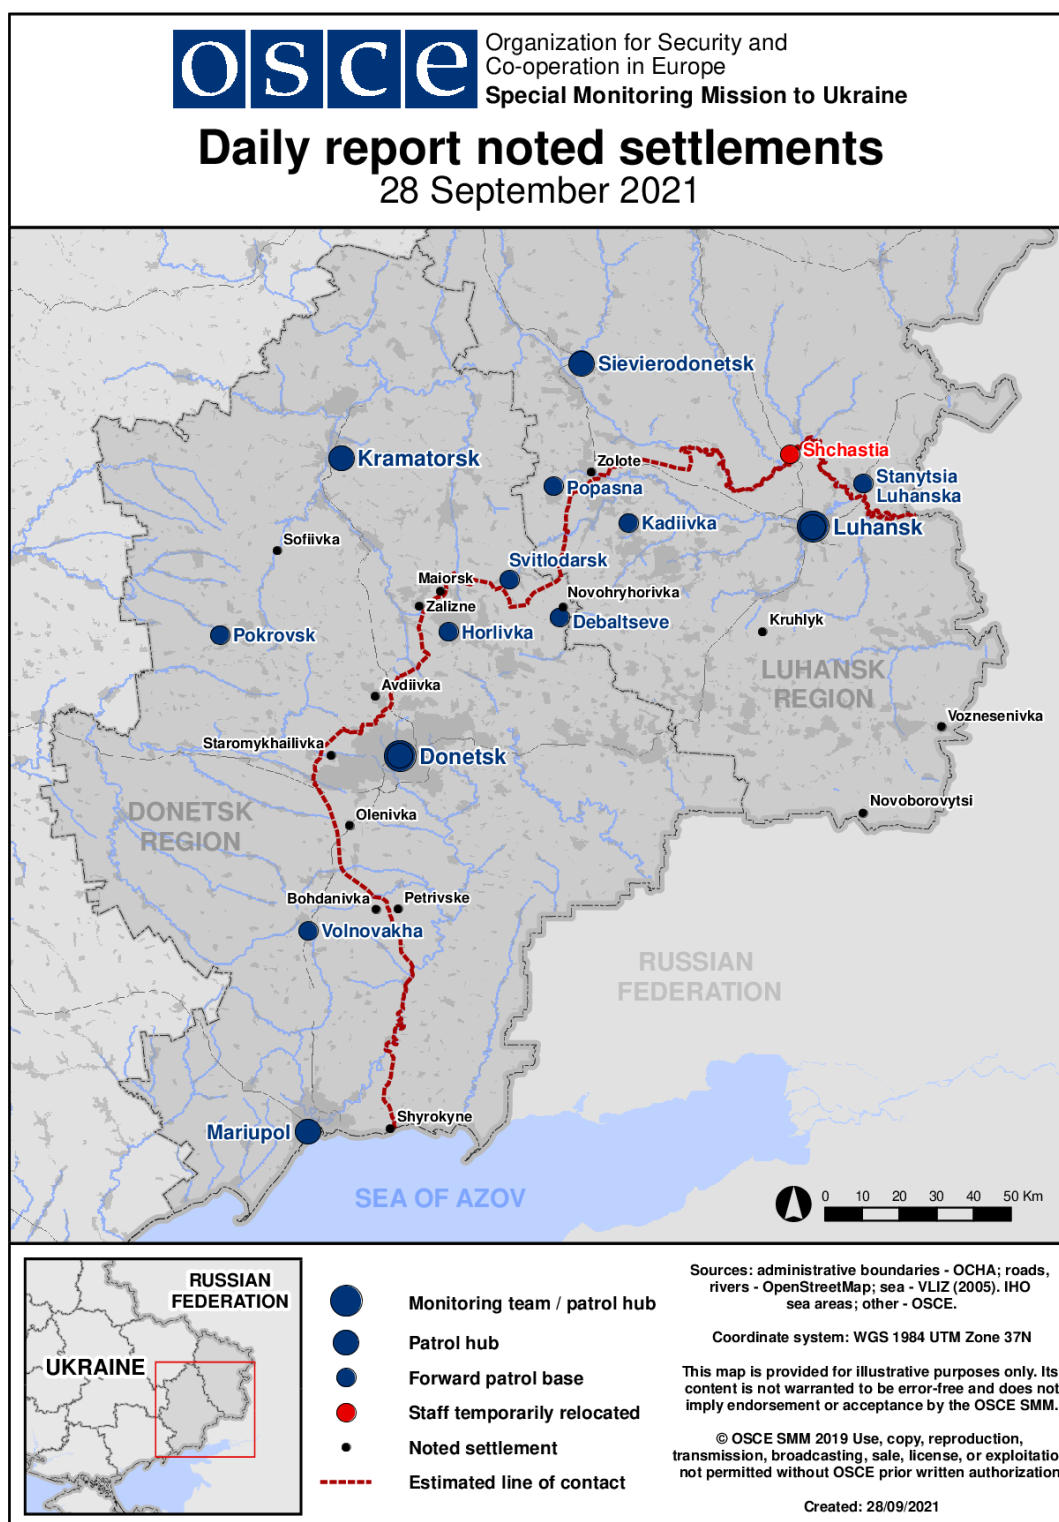 osce
Organization for Security and
Co-operation in Europe
Special Monitoring Mission to Ukraine
Daily report noted settlements
28 September 2021
Sievierodonetsk
Kramatorsk
Shchastia
Zolote
Stanytsia
Luhanska
Popasna
Kadiivka
Luhansk
Sofiivka
Svitlodarsk
Maiorsk
Novohryhorivka
Zalizne
Debaltseve
Kruhlyk
Pokrovsk
Horlivka
LUHANSK
REGION
Avdiivka
Voznesenivka
Staromykhailivka
Donetsk
Novoborovytsi
DONETSK
REGION
Olenivka
Bohdanivka
Petrivske
Volnovakha
RUSSIAN
FEDERATION
Shyrokyne
Mariupol
SEA OF AZOV
0 10 20 30 40 50 Km
RUSSIAN
FEDERATION
UKRAINE
Monitoring team / patrol hub
Patrol hub
Forward patrol base
Staff temporarily relocated
Noted settlement
Estimated line of contact
Sources: administrative boundaries - OCHA; roads,
rivers - OpenStreetMap; sea - VLIZ (2005). IHO
sea areas; other - OSCE.
Coordinate system: WGS 1984 UTM Zone 37N
This map is provided for illustrative purposes only. Its
content is not warranted to be error-free and does not
imply endorsement or acceptance by the OSCE SMM.
© OSCE SMM 2019 Use, copy, reproduction,
transmission, broadcasting, sale, license, or exploitatio
not permitted without OSCE prior written authorization
Created: 28/09/2021